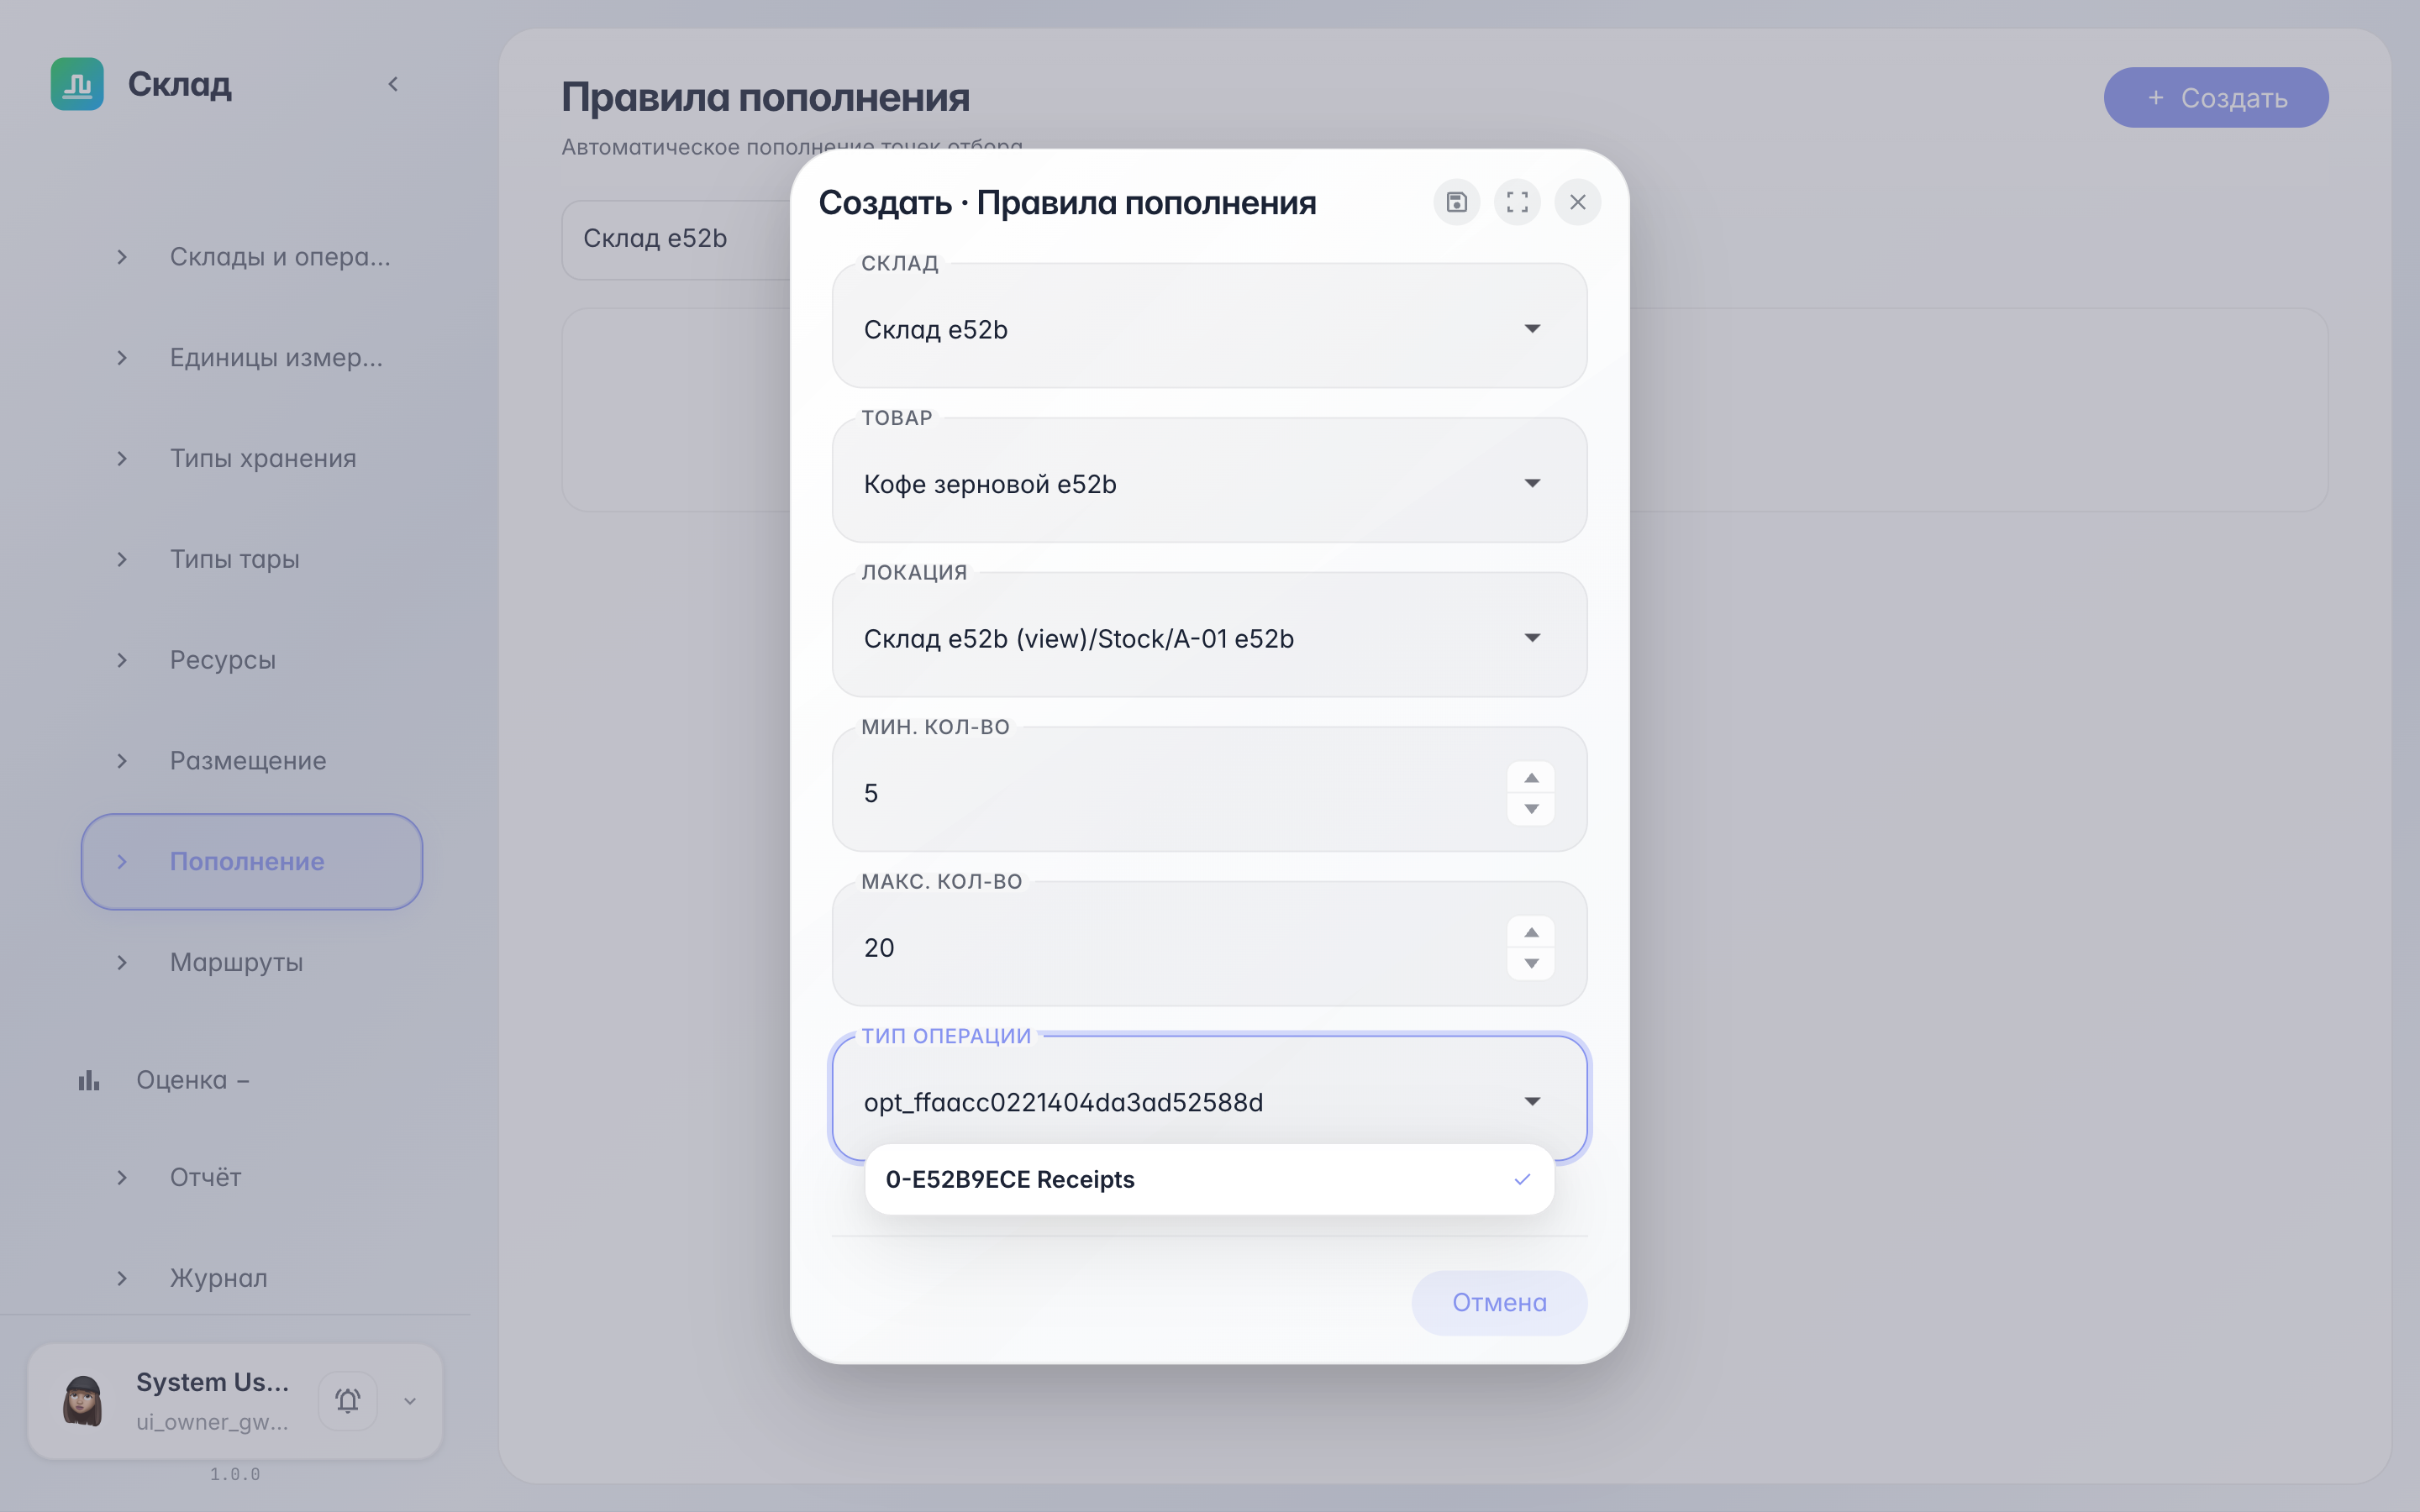 Склад
Склады и опера...
Единицы измер...
Типы хранения
Типы тары
Ресурсы
Размещение
Пополнение
Маршруты
Оценка –
Отчёт
Журнал
System Us...
ui_owner_gw...
1.0.0
Правила пополнения
+ Создать
Автоматическое пополнение точек отбора
Склад e52b
Создать · Правила пополнения
СКЛАД
Склад e52b
ТОВАР
Кофе зерновой e52b
ЛОКАЦИЯ
Склад e52b (view)/Stock/A-01 e52b
МИН. КОЛ-ВО
5
МАКС. КОЛ-ВО
20
ТИП ОПЕРАЦИИ
opt_ffaacc0221404da3ad52588d
0-E52B9ECE Receipts
Отмена